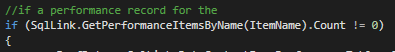 //if a performance record for the
if (SqlLink.GetPerformanceItemsByName(ItemName).Count != 0)
{